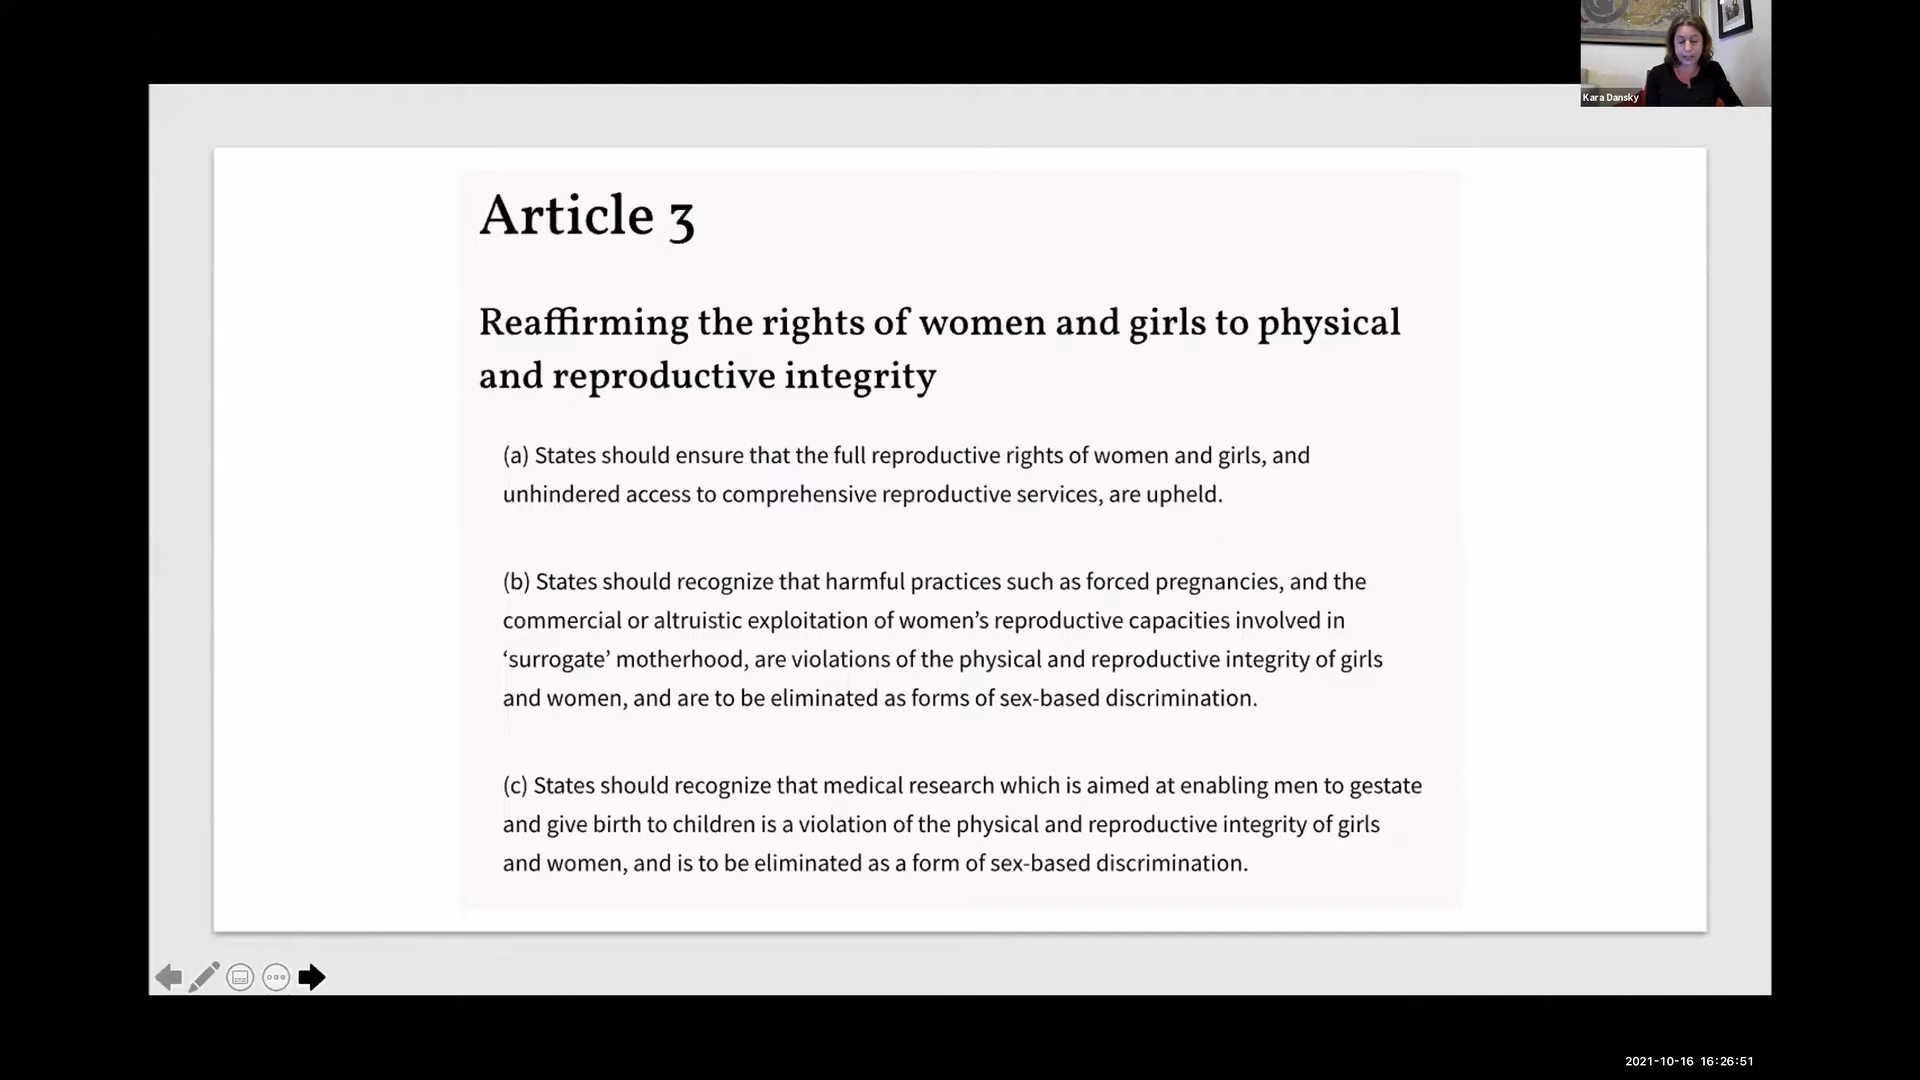 Kara Dansky
Article 3
Reaffirming the rights of women and girls to physical
and reproductive integrity
(a) States should ensure that the full reproductive rights of women and girls, and
unhindered access to comprehensive reproductive services, are upheld.
(b) States should recognize that harmful practices such as forced pregnancies, and the
commercial or altruistic exploitation of women’s reproductive capacities involved in
‘surrogate’ motherhood, are violations of the physical and reproductive integrity of girls
and women, and are to be eliminated as forms of sex-based discrimination.
(c) States should recognize that medical research which is aimed at enabling men to gestate
and give birth to children is a violation of the physical and reproductive integrity of girls
and women, and is to be eliminated as a form of sex-based discrimination.
2021-10-16 16:26:51